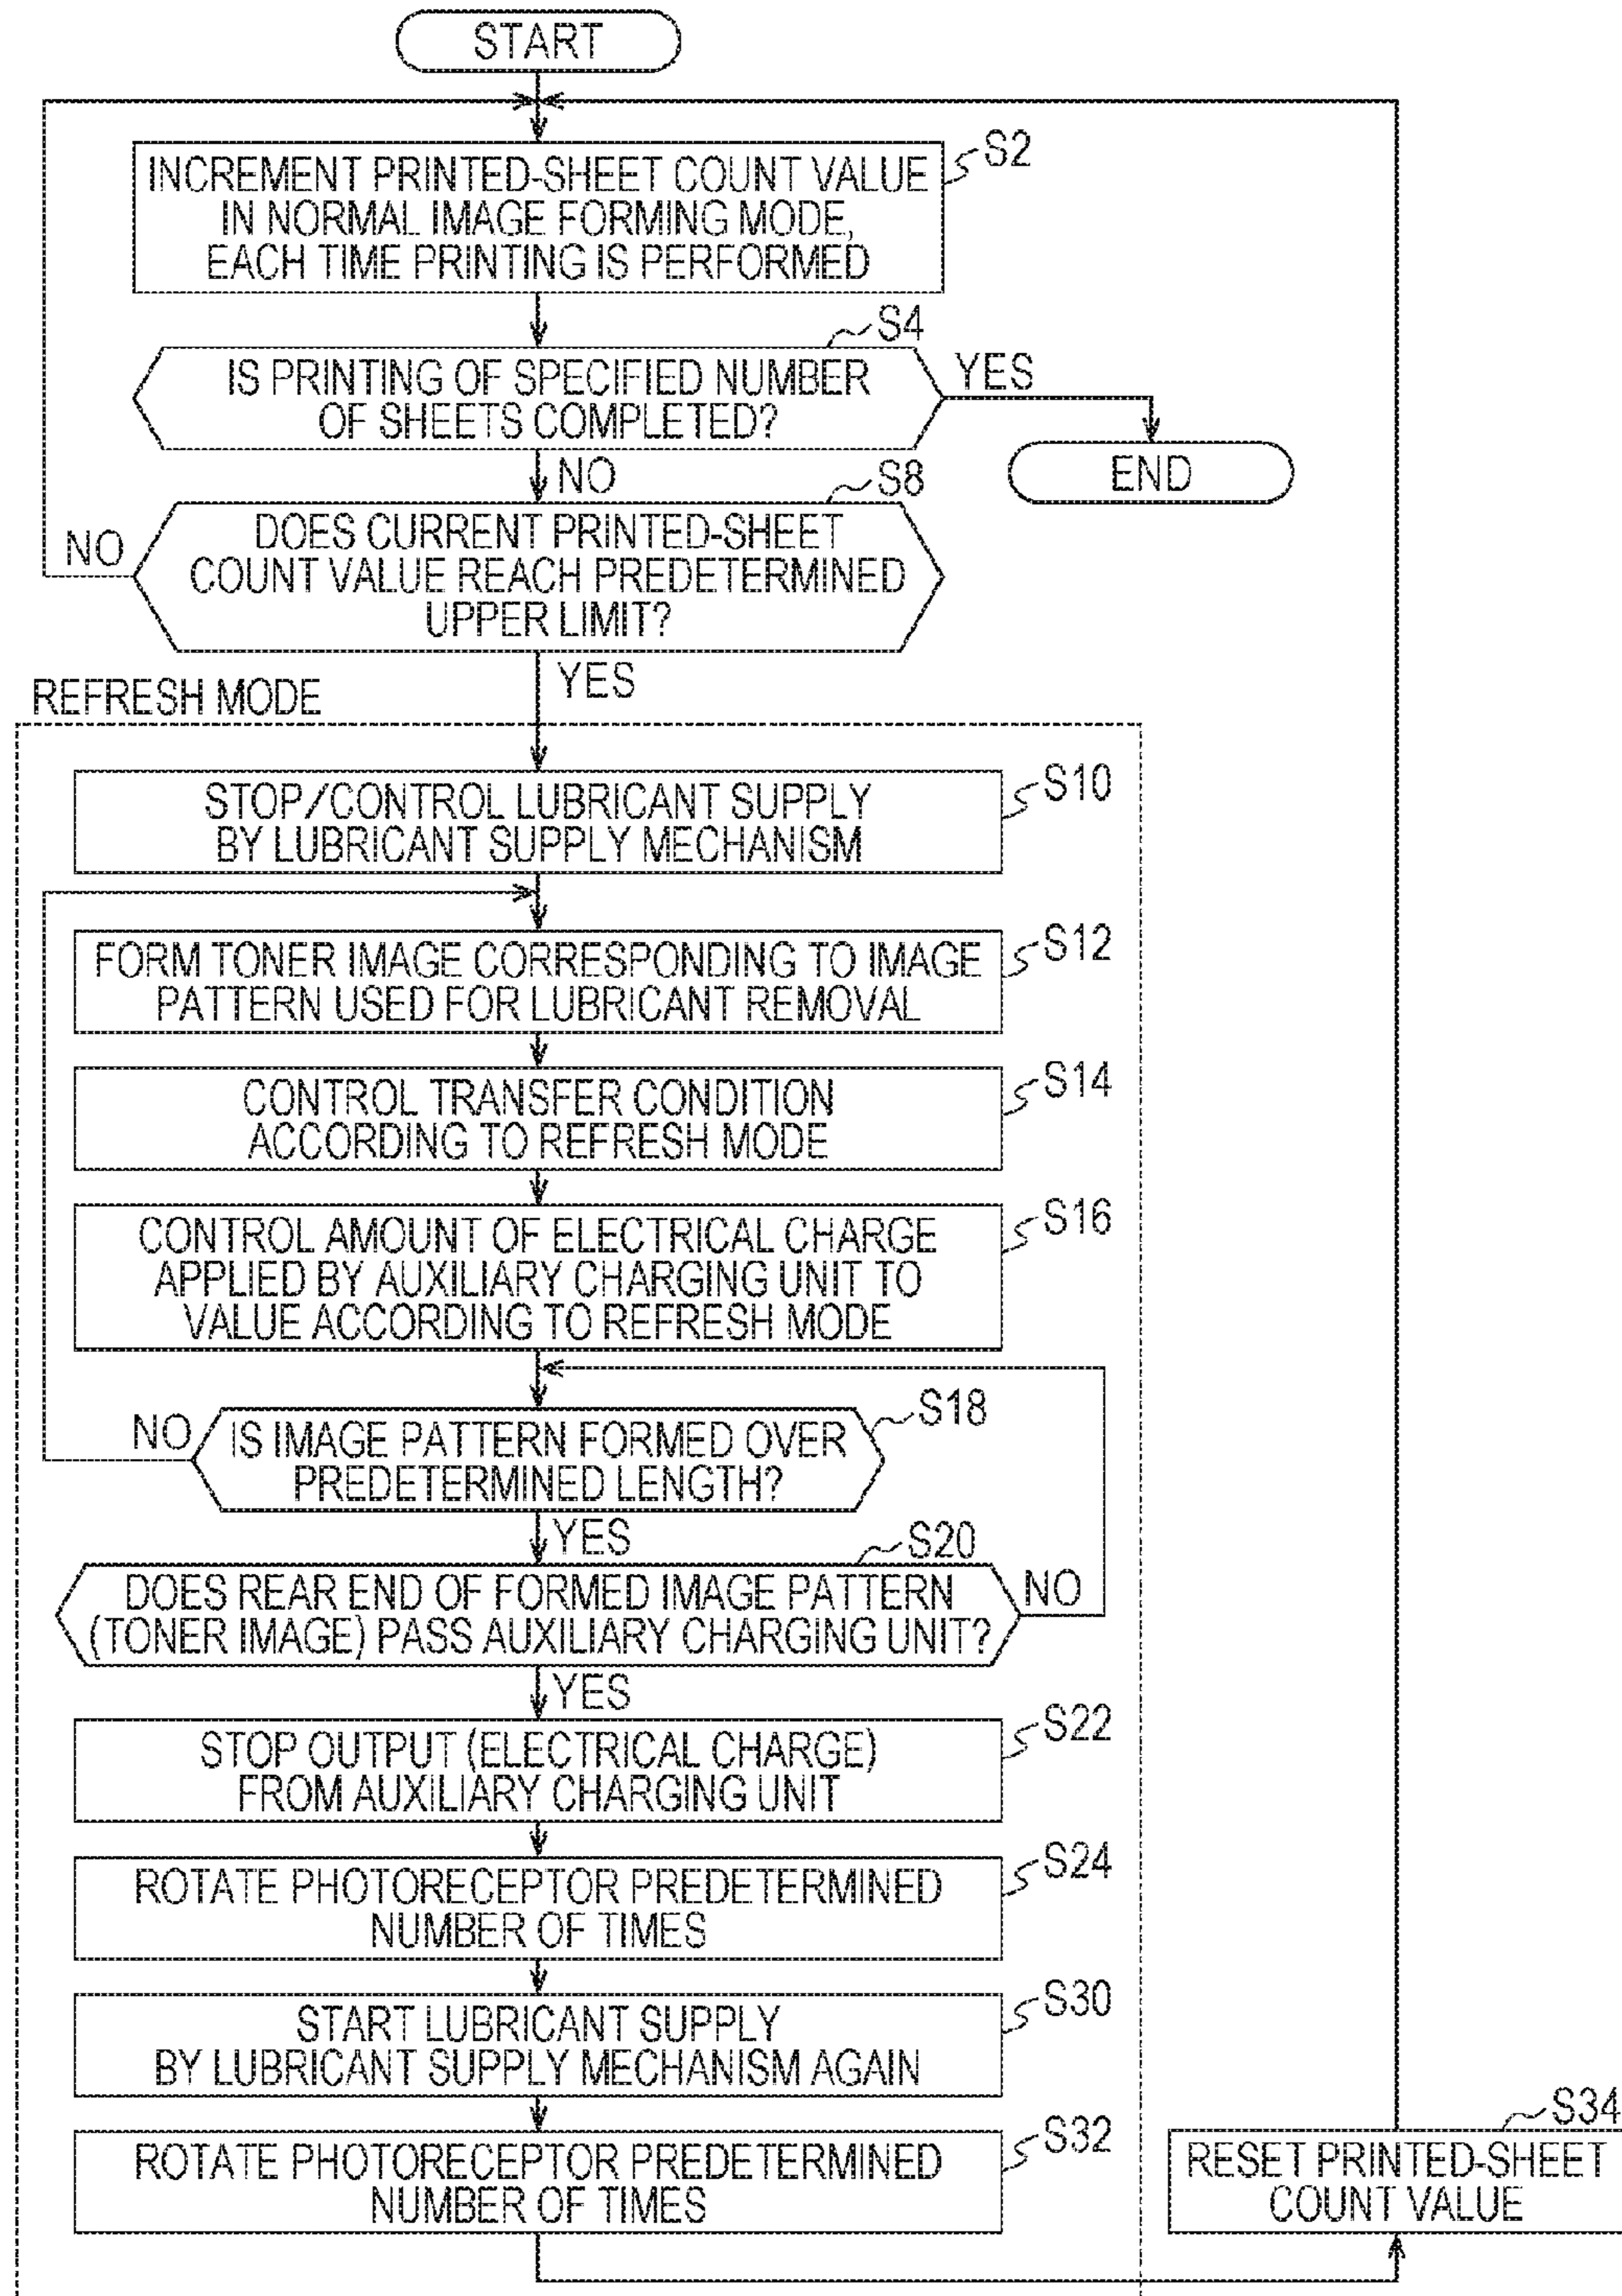 START
S2
INCREMENT PRINTED-SHEET COUNT VALUE
IN NORMAL IMAGE FORMING MODE,
EACH TIME PRINTING IS PERFORMED
S4
IS PRINTING OF SPECIFIED NUMBER
OF SHEETS COMPLETED?
YES
END
NO
S8
DOES CURRENT PRINTED-SHEET
COUNT VALUE REACH PREDETERMINED
UPPER LIMIT?
NO
YES
REFRESH MODE
S10
STOP/CONTROL LUBRICANT SUPPLY
BY LUBRICANT SUPPLY MECHANISM
S12
FORM TONER IMAGE CORRESPONDING TO IMAGE
PATTERN USED FOR LUBRICANT REMOVAL
S14
CONTROL TRANSFER CONDITION
ACCORDING TO REFRESH MODE
S16
CONTROL AMOUNT OF ELECTRICAL CHARGE
APPLIED BY AUXILIARY CHARGING UNIT TO
VALUE ACCORDING TO REFRESH MODE
S18
NO
IS IMAGE PATTERN FORMED OVER
PREDETERMINED LENGTH?
YES
S20
DOES REAR END OF FORMED IMAGE PATTERN
(TONER IMAGE) PASS AUXILIARY CHARGING UNIT?
NO
YES
S22
STOP OUTPUT (ELECTRICAL CHARGE)
FROM AUXILIARY CHARGING UNIT
S24
ROTATE PHOTORECEPTOR PREDETERMINED
NUMBER OF TIMES
S30
START LUBRICANT SUPPLY
BY LUBRICANT SUPPLY MECHANISM AGAIN
S32
ROTATE PHOTORECEPTOR PREDETERMINED
NUMBER OF TIMES
S34
RESET PRINTED-SHEET
COUNT VALUE